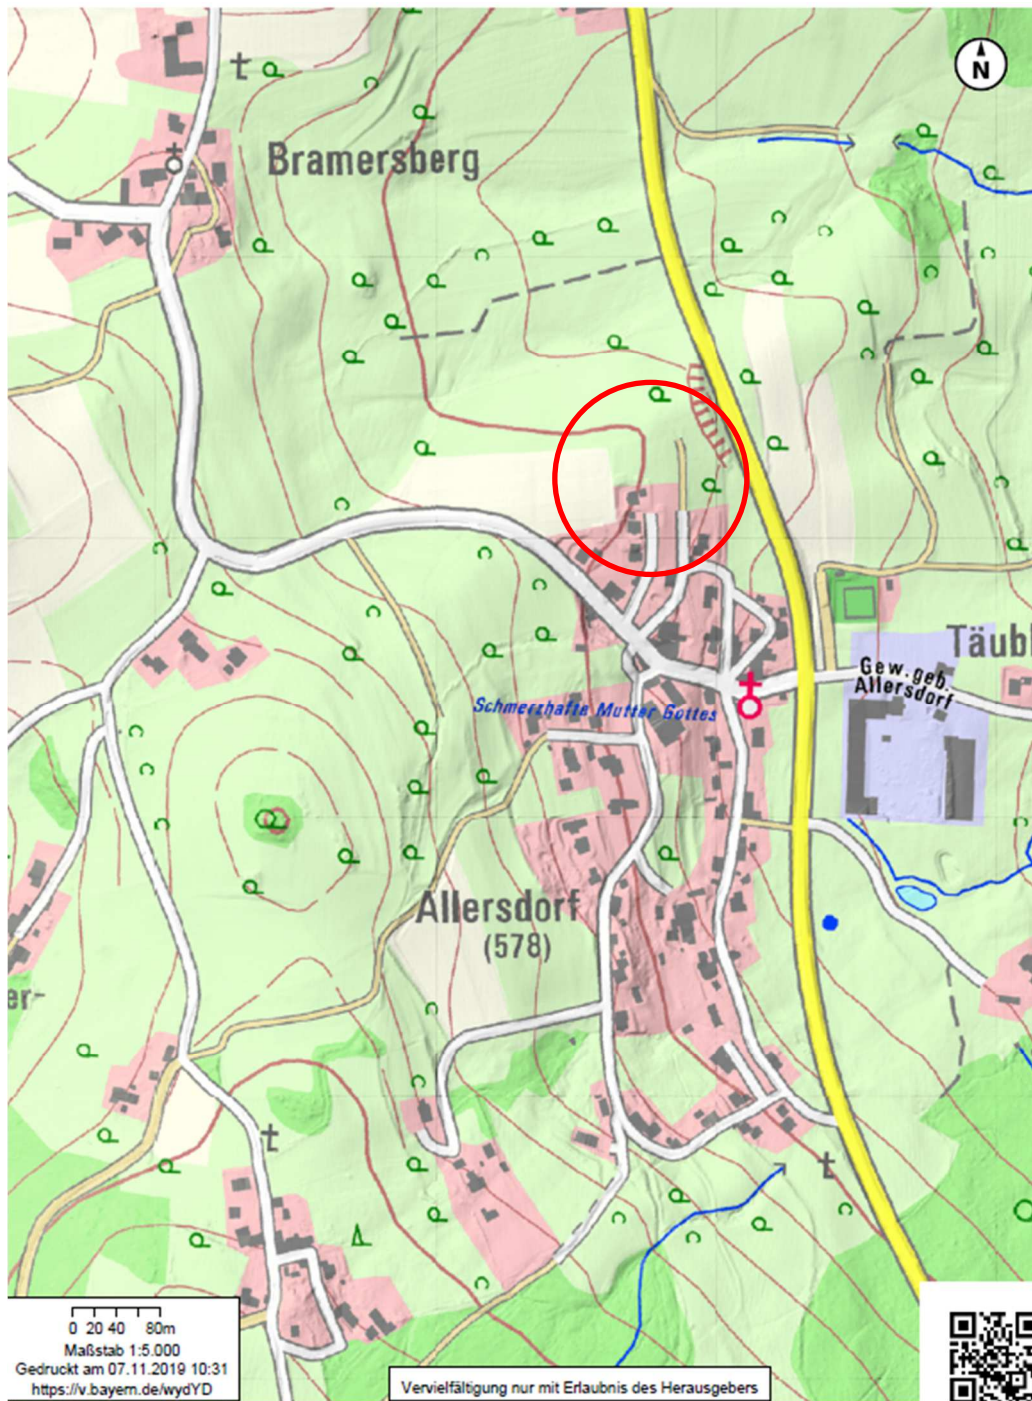 N
Bramersberg
Täubl
Gew. geb.
Allersdorf
Schmerzhafte Mutter Gottes
Allersdorf
(578)
er-
0 20 40 80m
Maßstab 1:5.000
Gedruckt am 07.11.2019 10:31
https://v.bayern.de/wydYD
Vervielfältigung nur mit Erlaubnis des Herausgebers